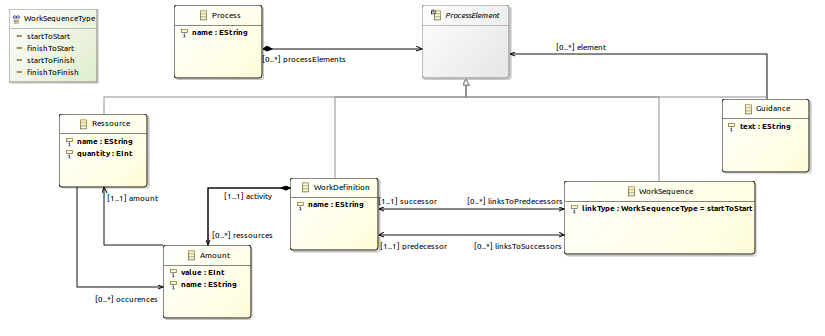 WorkSequenceType
startToStart
finishToStart
startToFinish
finishToFinish
Process
name : EString
[0..*] processElements
ProcessElement
[0..*] element
Guidance
text : EString
Ressource
name : EString
quantity : EInt
[1..1] amount
[1..1] activity
[0..*] ressources
WorkDefinition
name : EString
[1..1] successor
[0..*] linksToPredecessors
[1..1] predecessor
[0..*] linksToSuccessors
WorkSequence
linkType : WorkSequenceType = startToStart
Amount
value : EInt
name : EString
[0..*] occurences